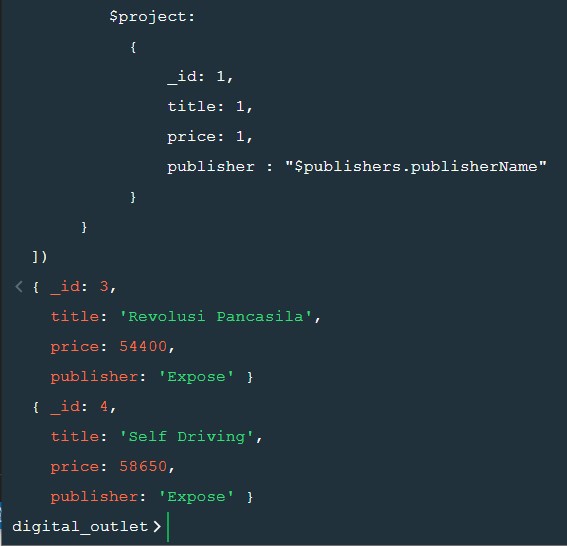 $project:
{
_id: 1,
title: 1,
price: 1,
publisher : "$publishers.publisherName"
}
}
])
< { _id: 3,
title: 'Revolusi Pancasila',
price: 54400,
publisher: 'Expose' }
{ _id: 4,
title: 'Self Driving',
price: 58650,
publisher: 'Expose' }
digital_outlet>